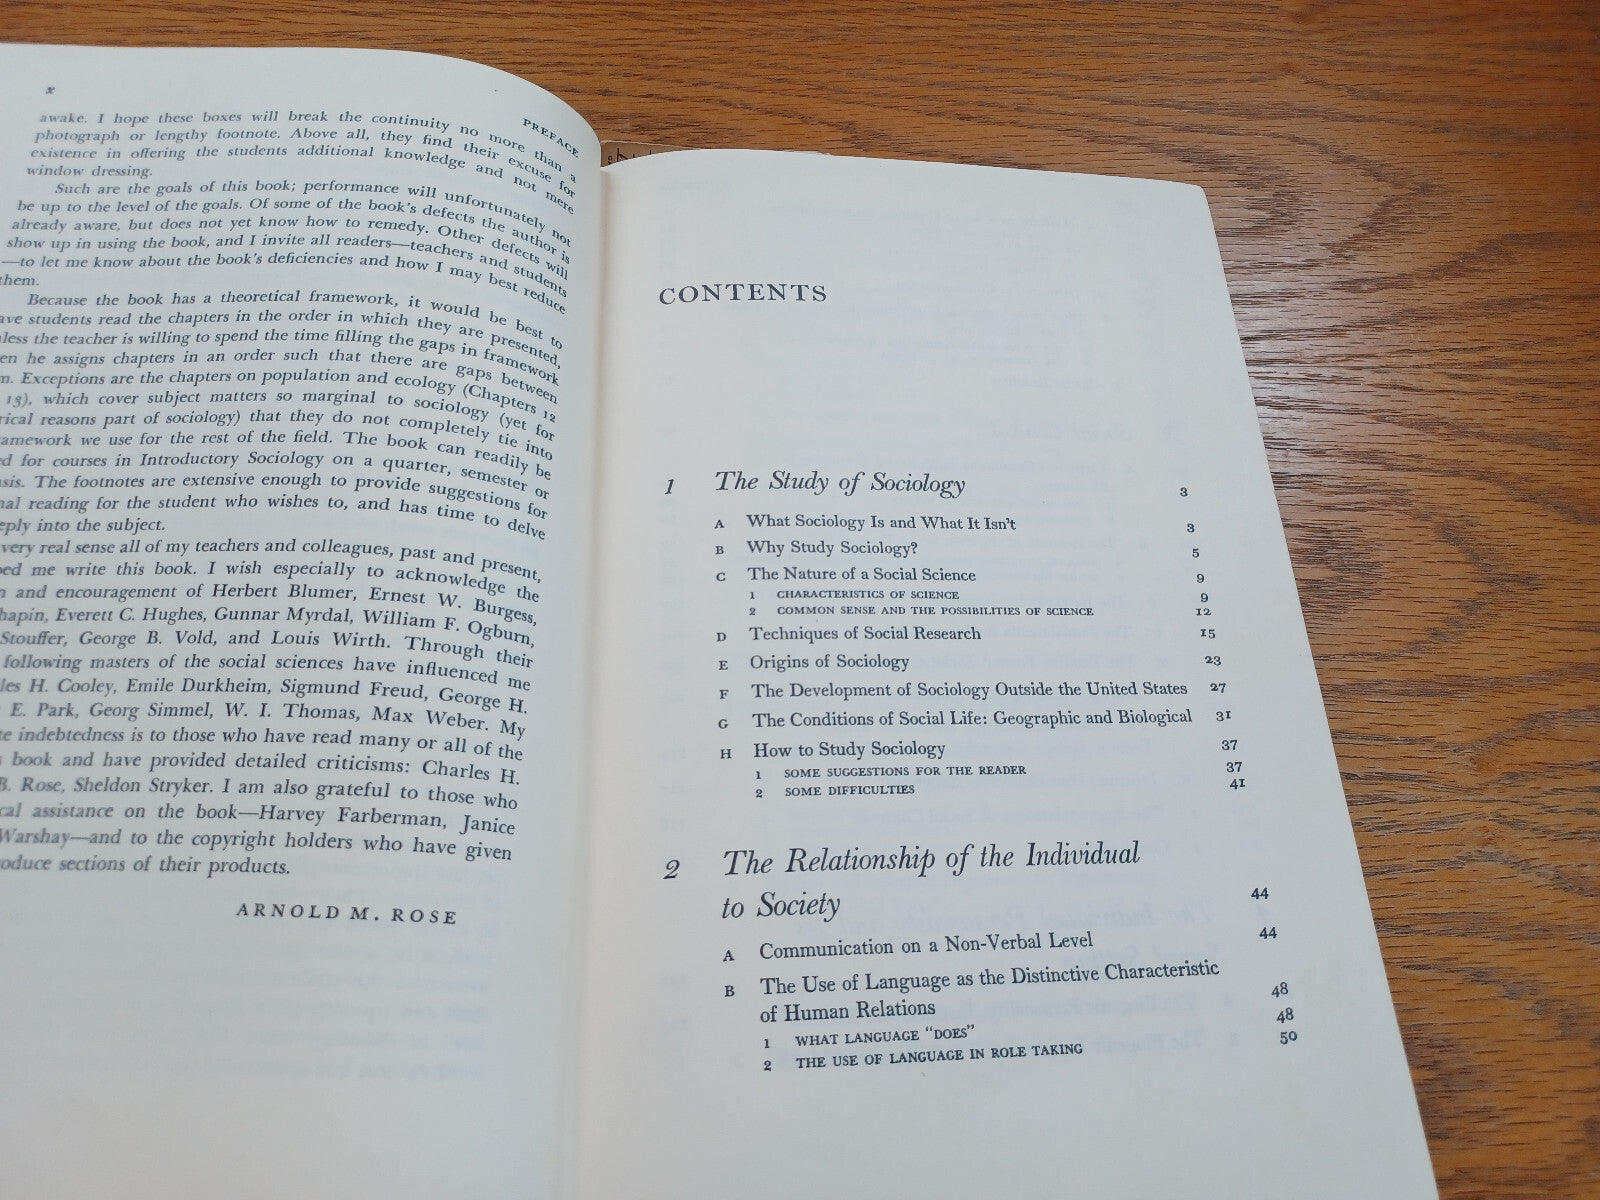 x
PREFACE
awake. I hope these boxes will break the continuity no more than a
photograph or lengthy footnote. Above all, they find their excuse for
existence in offering the students additional knowledge and not mere
window dressing.
Such are the goals of this book; performance will unfortunately not
be up to the level of the goals. Of some of the book's defects the author is
already aware, but does not yet know how to remedy. Other defects will
show up in using the book, and I invite all readers—teachers and students
—to let me know about the book's deficiencies and how I may best reduce
them.
Because the book has a theoretical framework, it would be best to
ave students read the chapters in the order in which they are presented,
less the teacher is willing to spend the time filling the gaps in framework
en he assigns chapters in an order such that there are gaps between
m. Exceptions are the chapters on population and ecology (Chapters 12
13), which cover subject matters so marginal to sociology (yet for
rical reasons part of sociology) that they do not completely tie into
amework we use for the rest of the field. The book can readily be
ed for courses in Introductory Sociology on a quarter, semester or
sis. The footnotes are extensive enough to provide suggestions for
nal reading for the student who wishes to, and has time to delve
eply into the subject.
very real sense all of my teachers and colleagues, past and present,
ped me write this book. I wish especially to acknowledge the
n and encouragement of Herbert Blumer, Ernest W. Burgess,
hapin, Everett C. Hughes, Gunnar Myrdal, William F. Ogburn,
Stouffer, George B. Vold, and Louis Wirth. Through their
following masters of the social sciences have influenced me
les H. Cooley, Emile Durkheim, Sigmund Freud, George H.
E. Park, Georg Simmel, W. I. Thomas, Max Weber. My
te indebtedness is to those who have read many or all of the
book and have provided detailed criticisms: Charles H.
B. Rose, Sheldon Stryker. I am also grateful to those who
cal assistance on the book—Harvey Farberman, Janice
Warshay—and to the copyright holders who have given
oduce sections of their products.
ARNOLD M. ROSE
CONTENTS
1 The Study of Sociology 3
A What Sociology Is and What It Isn't 3
B Why Study Sociology? 5
C The Nature of a Social Science 9
1 CHARACTERISTICS OF SCIENCE 9
2 COMMON SENSE AND THE POSSIBILITIES OF SCIENCE 12
D Techniques of Social Research 15
E Origins of Sociology 23
F The Development of Sociology Outside the United States 27
G The Conditions of Social Life: Geographic and Biological 31
H How to Study Sociology 37
1 SOME SUGGESTIONS FOR THE READER 37
2 SOME DIFFICULTIES 41
2 The Relationship of the Individual
to Society 44
A Communication on a Non-Verbal Level 44
B The Use of Language as the Distinctive Characteristic
of Human Relations 48
1 WHAT LANGUAGE "DOES" 48
2 THE USE OF LANGUAGE IN ROLE TAKING 50